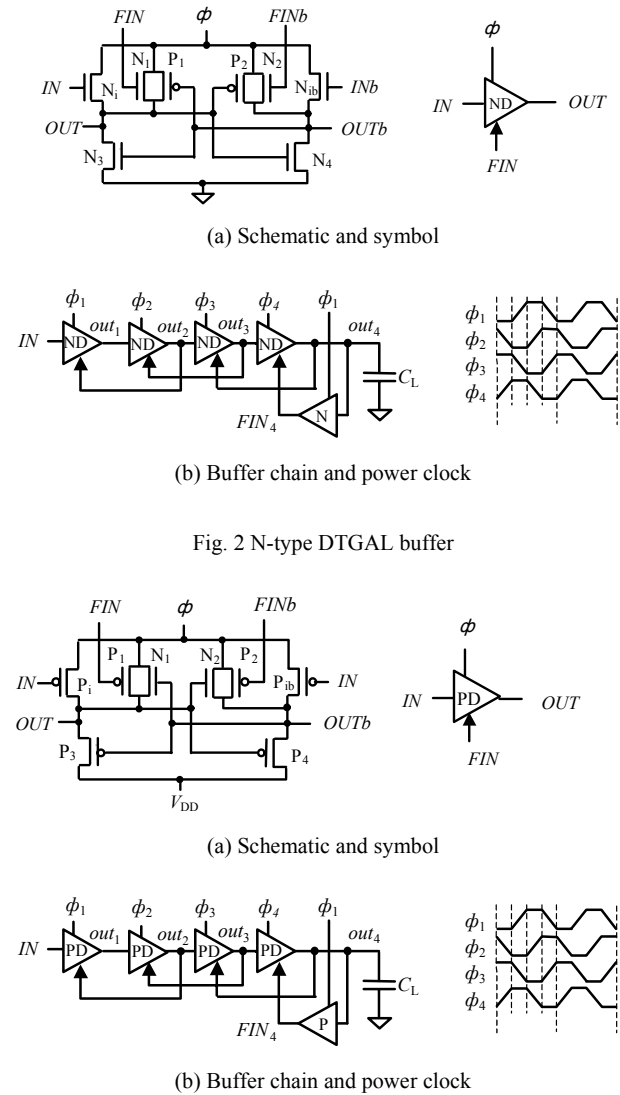 FIN ϕ FINb
N1 P1 P2 N2
IN Ni Nib INb
OUT OUTb
N3 N4
ϕ
IN ND OUT
FIN
(a) Schematic and symbol
ϕ1 ϕ2 ϕ3 ϕ4 ϕ1
IN ND out1 ND out2 ND out3 ND out4
FIN4 N CL
ϕ1
ϕ2
ϕ3
ϕ4
(b) Buffer chain and power clock
Fig. 2 N-type DTGAL buffer
FIN ϕ FINb
P1 N1 N2 P2
IN Pi Pib IN
OUT OUTb
P3 P4
VDD
ϕ
IN PD OUT
FIN
(a) Schematic and symbol
ϕ1 ϕ2 ϕ3 ϕ4 ϕ1
IN PD out1 PD out2 PD out3 PD out4
FIN4 P CL
ϕ1
ϕ2
ϕ3
ϕ4
(b) Buffer chain and power clock